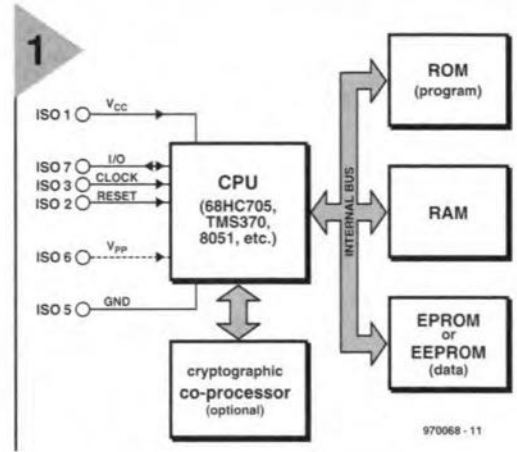 1
ISO 1 VCC
ISO 7 I/O
ISO 3 CLOCK
ISO 2 RESET
ISO 6 VPP
ISO 5 GND
CPU
(68HC705,
TMS370,
8051, etc.)
cryptographic
co-processor
(optional)
INTERNAL BUS
ROM
(program)
RAM
EPROM
or
EEPROM
(data)
970068 - 11